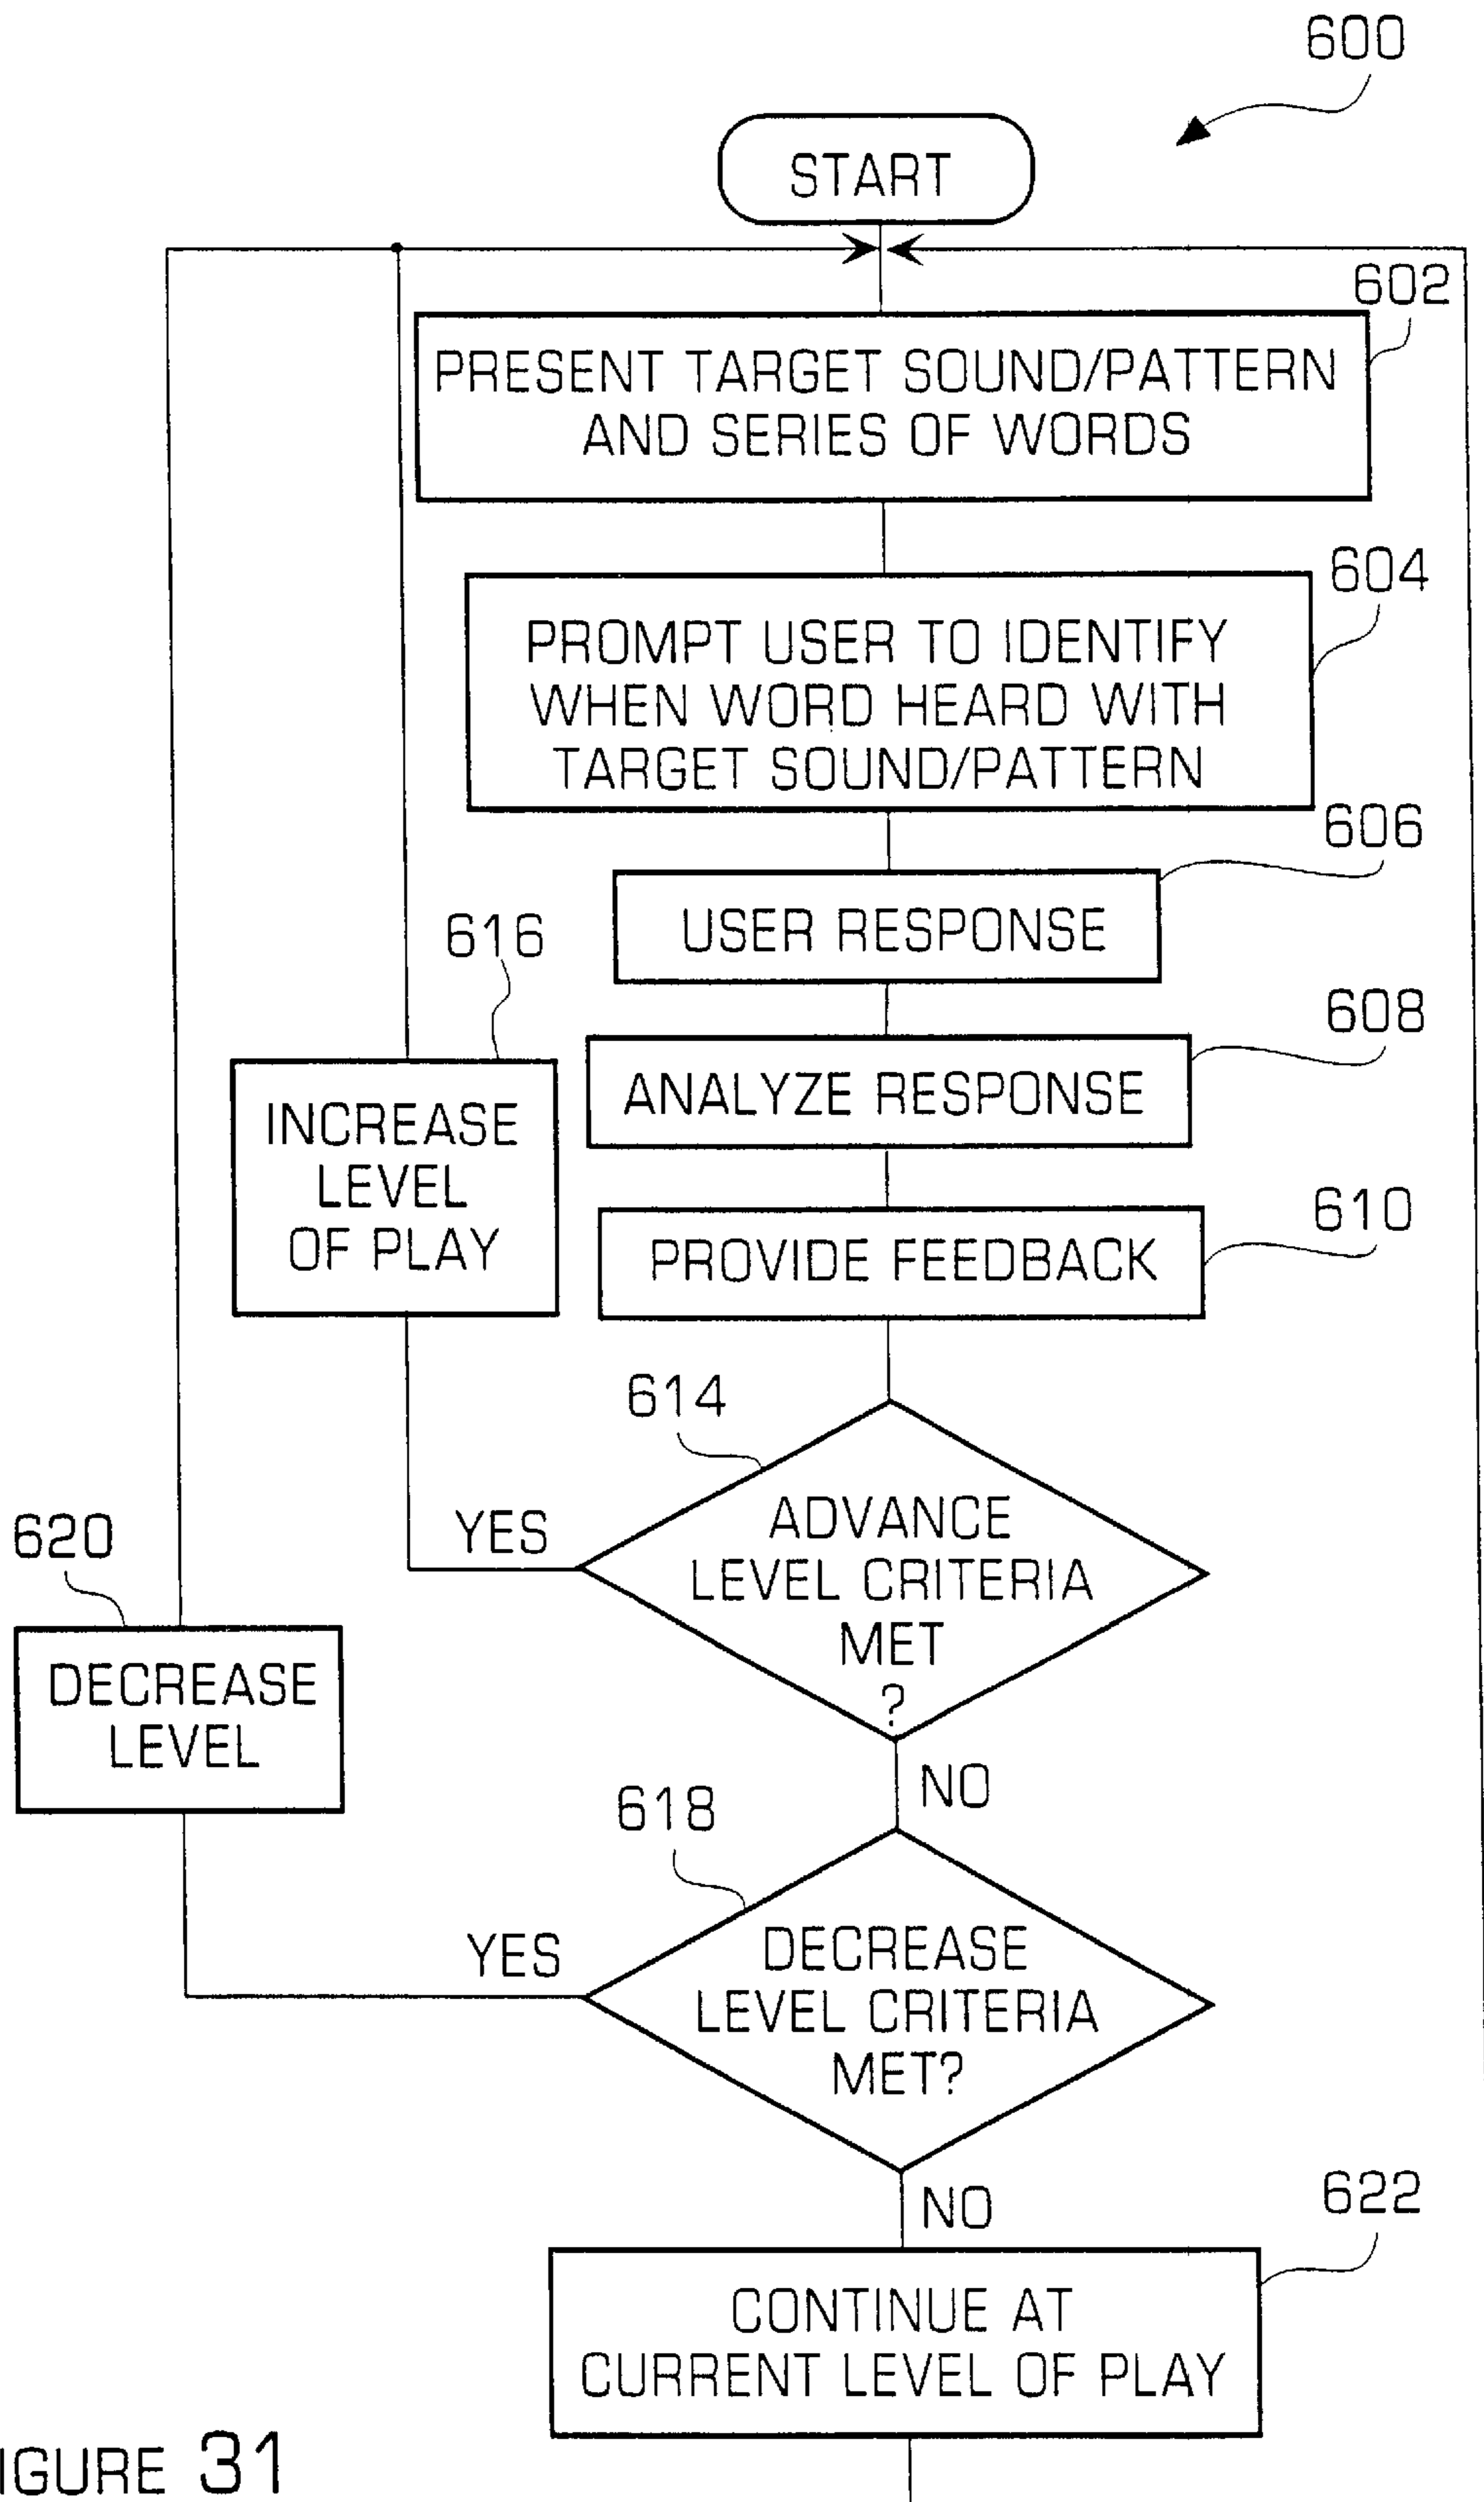 600
START
602
PRESENT TARGET SOUND/PATTERN
AND SERIES OF WORDS
604
PROMPT USER TO IDENTIFY
WHEN WORD HEARD WITH
TARGET SOUND/PATTERN
606
USER RESPONSE
616
608
ANALYZE RESPONSE
INCREASE
LEVEL
OF PLAY
610
PROVIDE FEEDBACK
614
ADVANCE
LEVEL CRITERIA
MET
?
YES
620
DECREASE
LEVEL
NO
618
DECREASE
LEVEL CRITERIA
MET?
YES
NO
622
CONTINUE AT
CURRENT LEVEL OF PLAY
IGURE 31